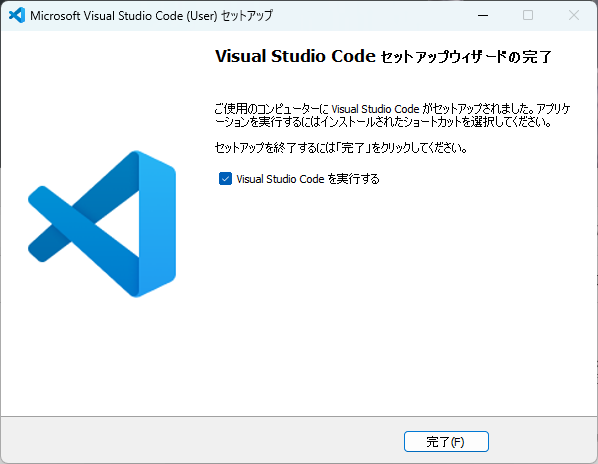 Microsoft Visual Studio Code (User) セットアップ
Visual Studio Code セットアップウィザードの完了
ご使用のコンピューターに Visual Studio Code がセットアップされました。アプリケ
ーションを実行するにはインストールされたショートカットを選択してください。
セットアップを終了するには「完了」をクリックしてください。
Visual Studio Code を実行する
完了(F)